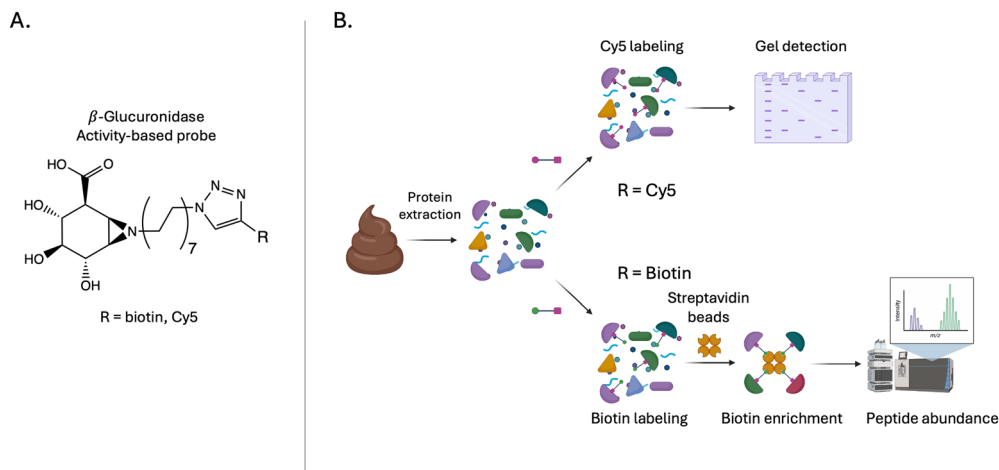 A.
β-Glucuronidase
Activity-based probe
HO
O
HO
HO
OH
N
7
N
N
N
R
R = biotin, Cy5
B.
Protein
extraction
Cy5 labeling
Gel detection
R = Cy5
R = Biotin
Streptavidin
beads
Biotin labeling
Biotin enrichment
Intensity
m/z
Peptide abundance